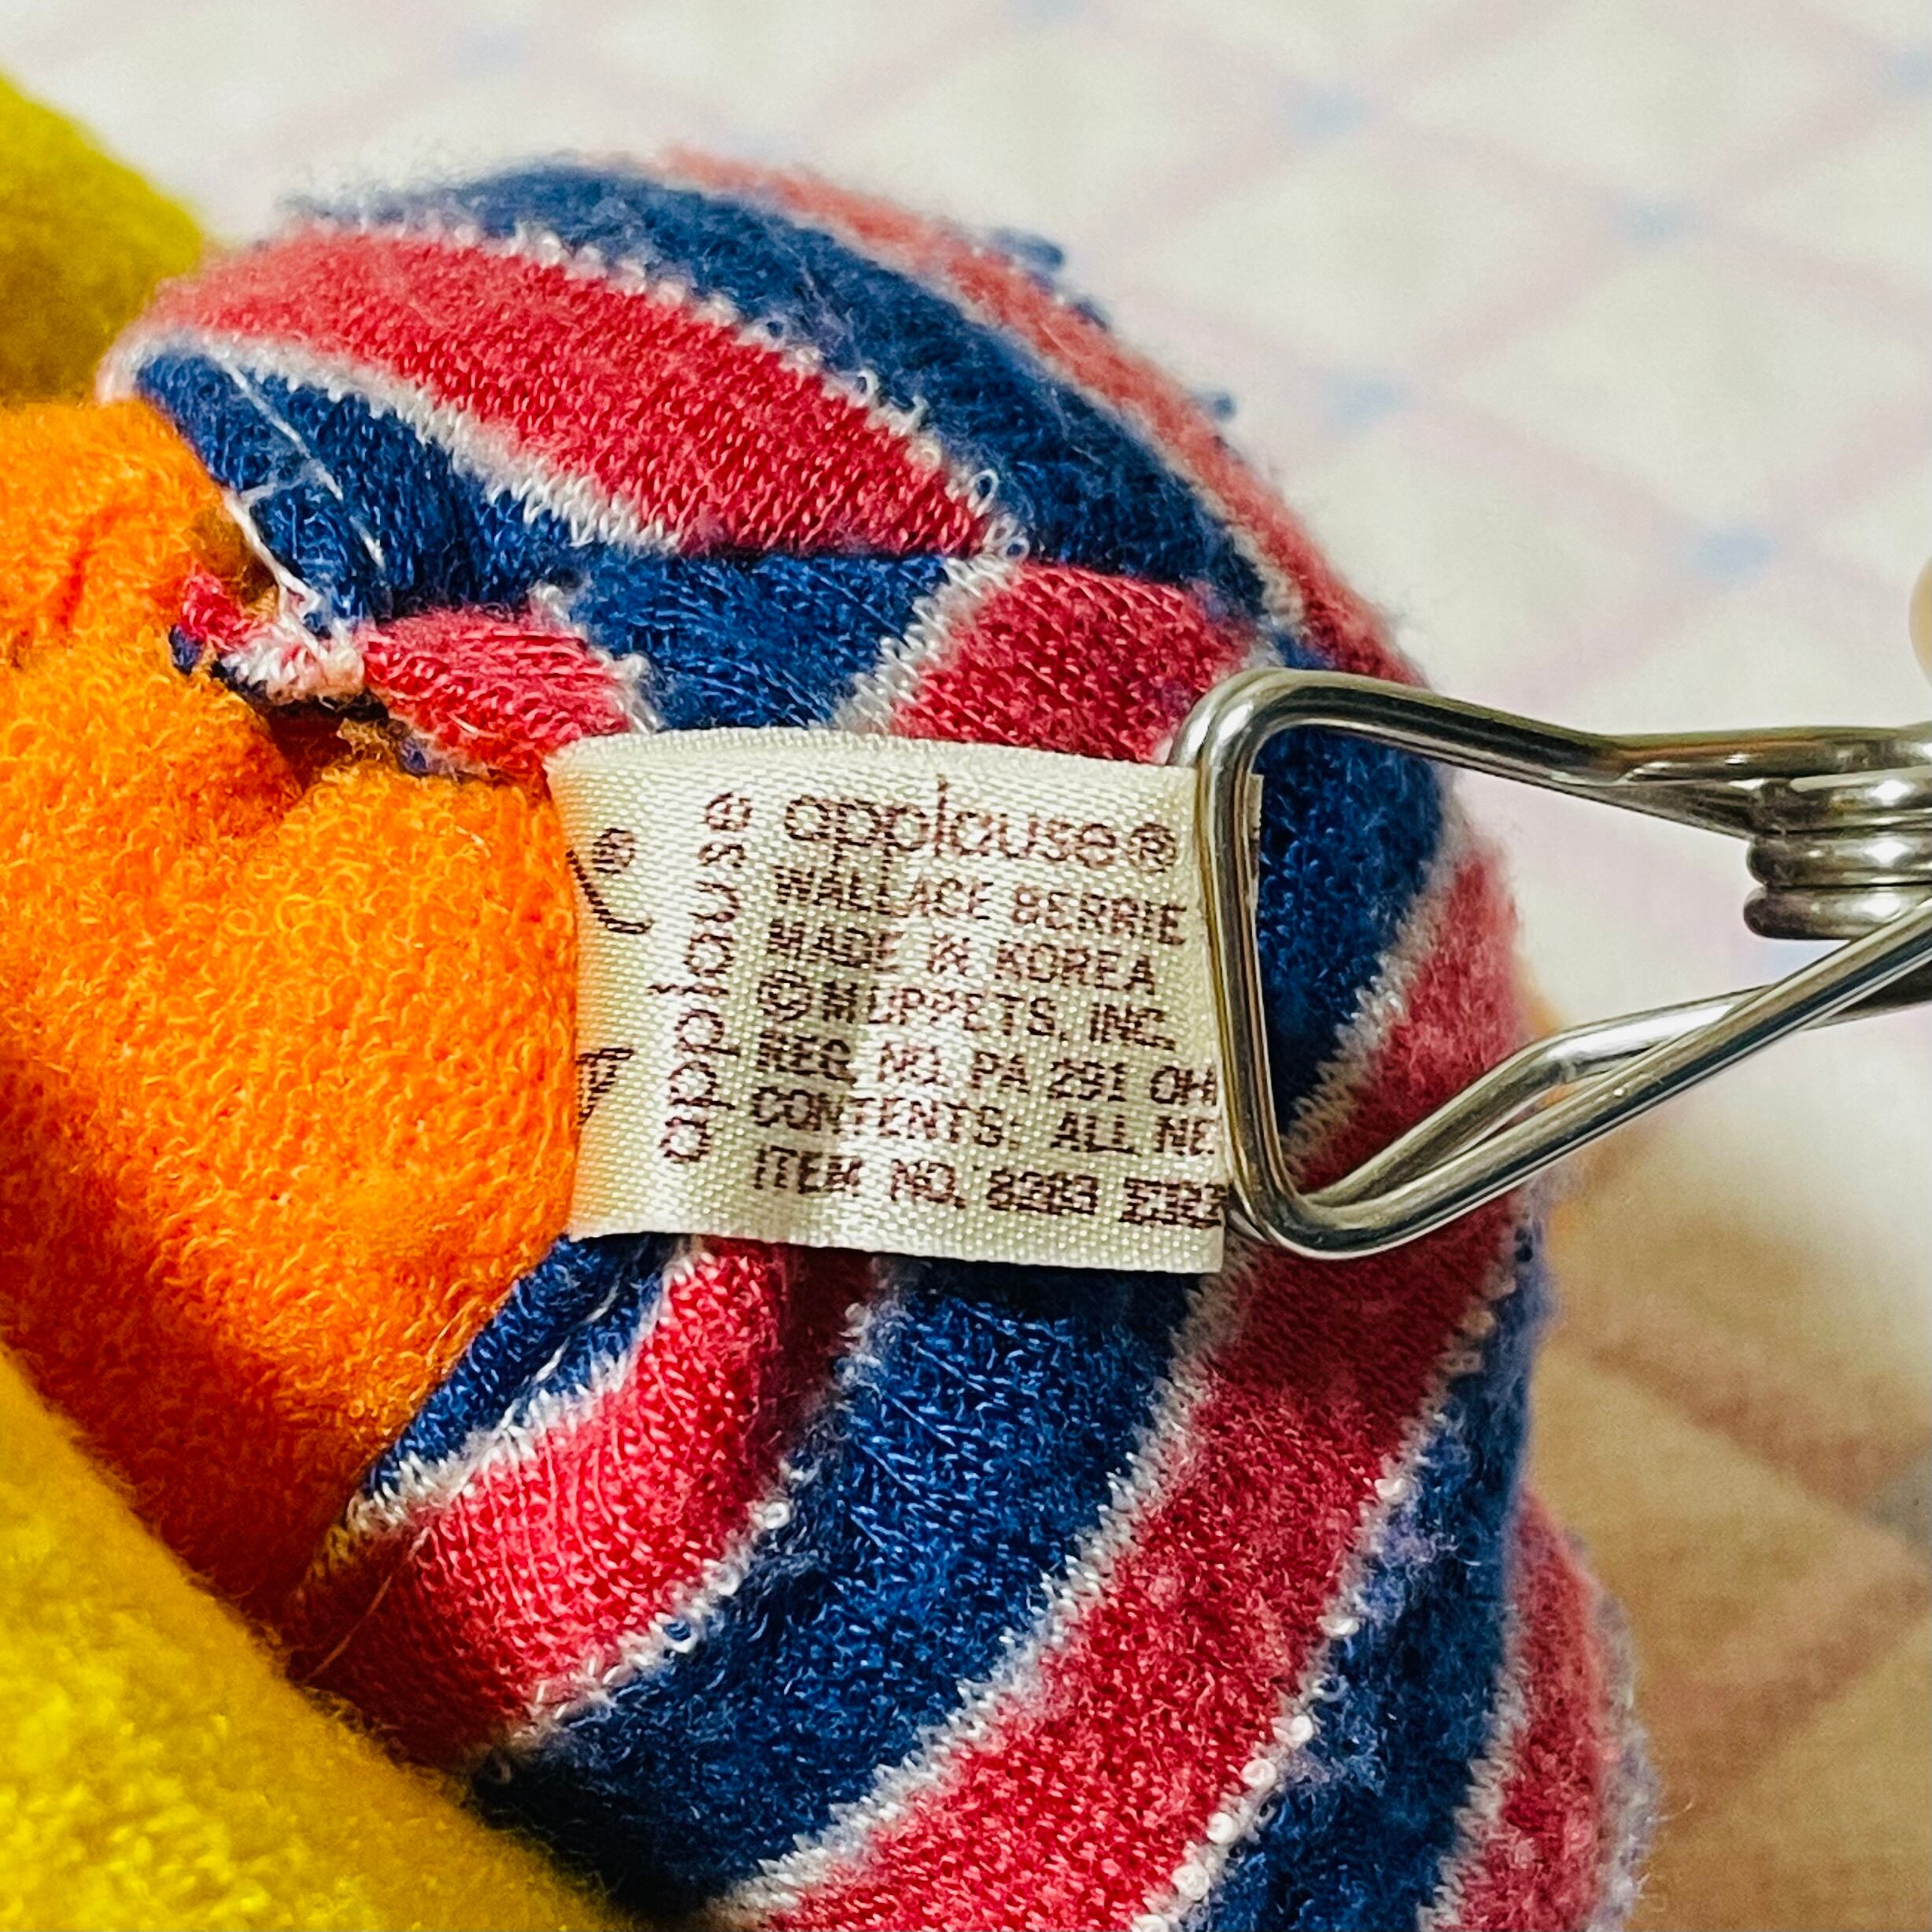 applause®
WALLACE BERRIE
MADE IN KOREA
© MUPPETS, INC.
REG. NO. PA 291
CONTENTS: ALL
ITEM NO.
applause